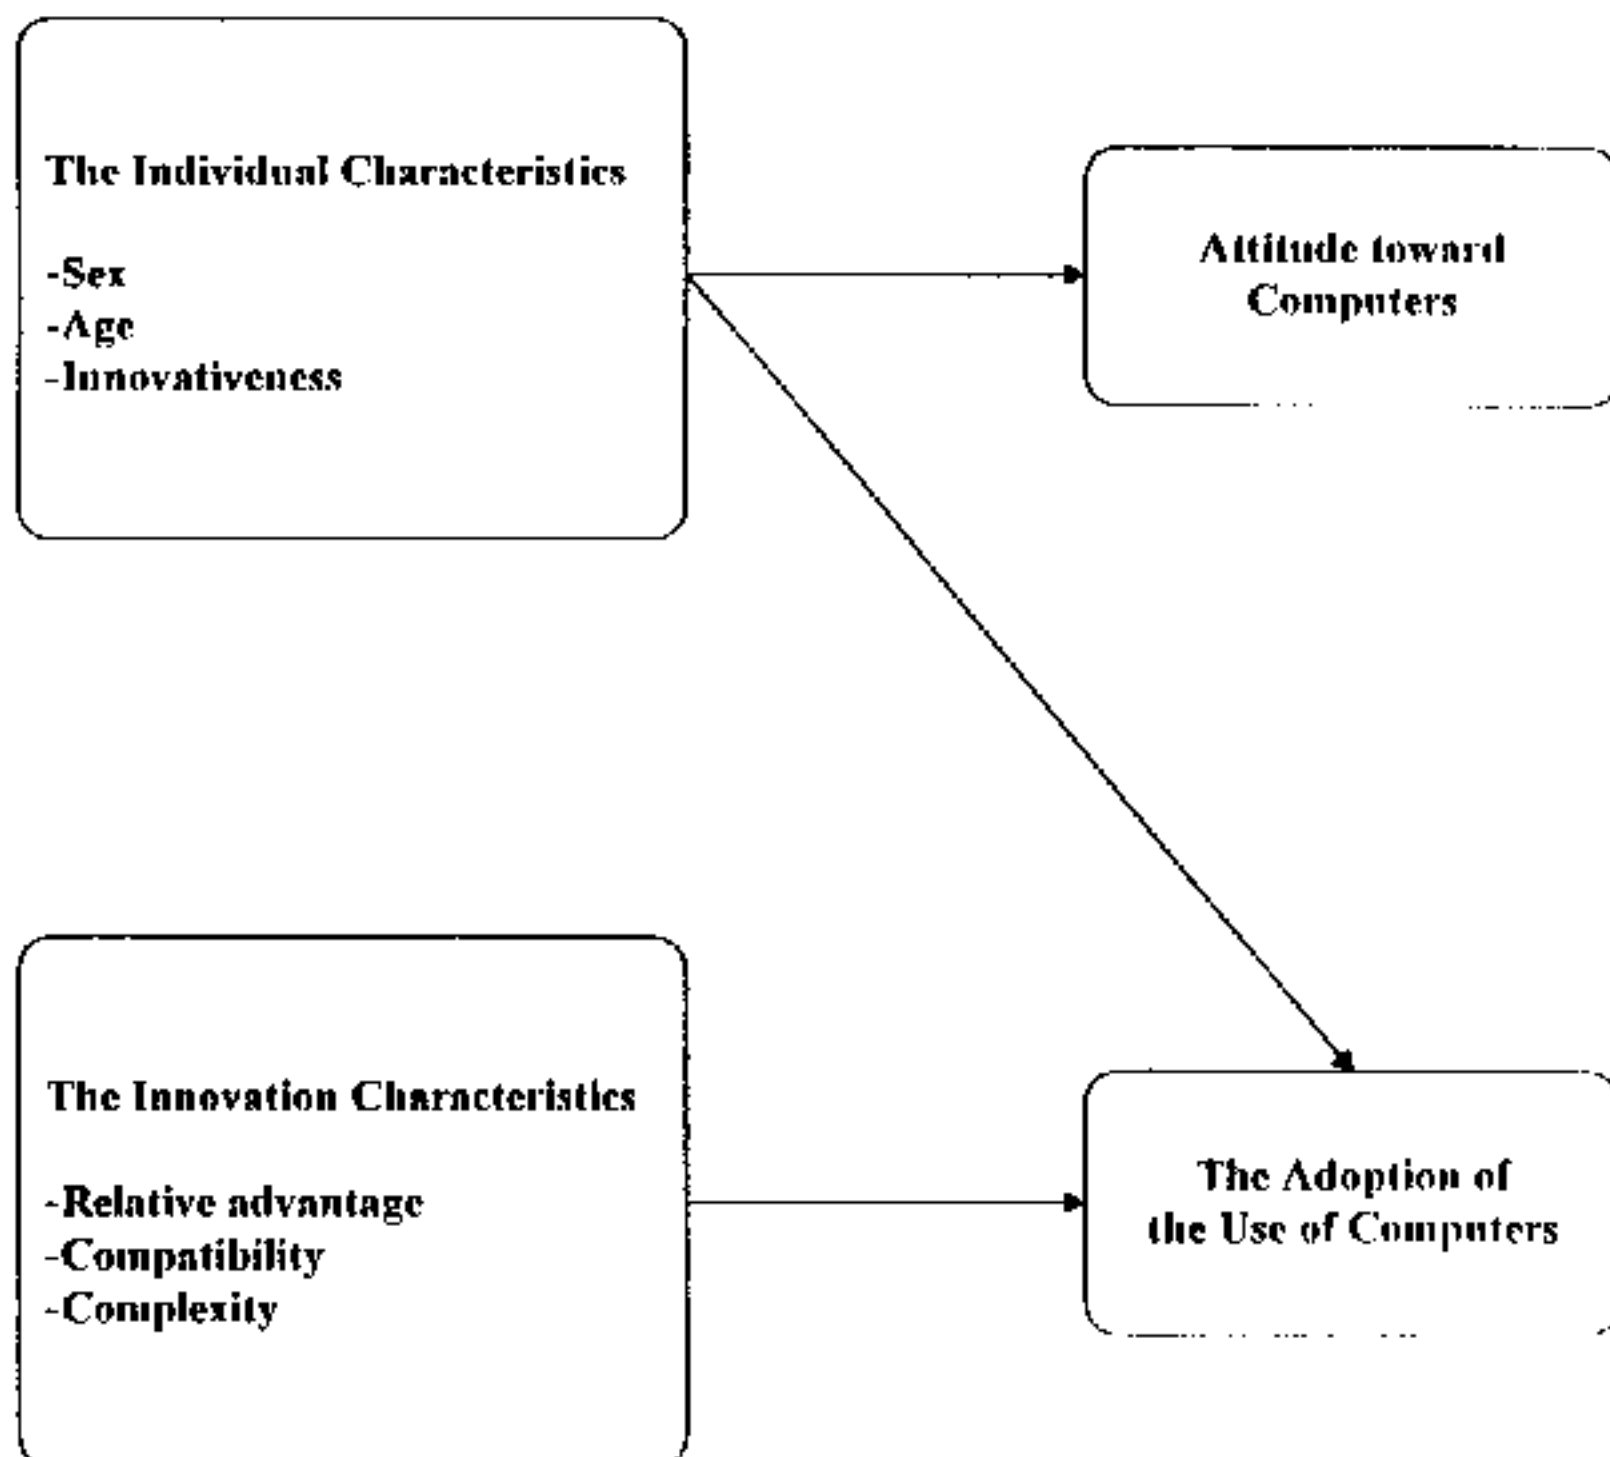 The Individual Characteristics
-Sex
-Age
-Innovativeness
Attitude toward
Computers
The Innovation Characteristics
-Relative advantage
-Compatibility
-Complexity
The Adoption of
the Use of Computers